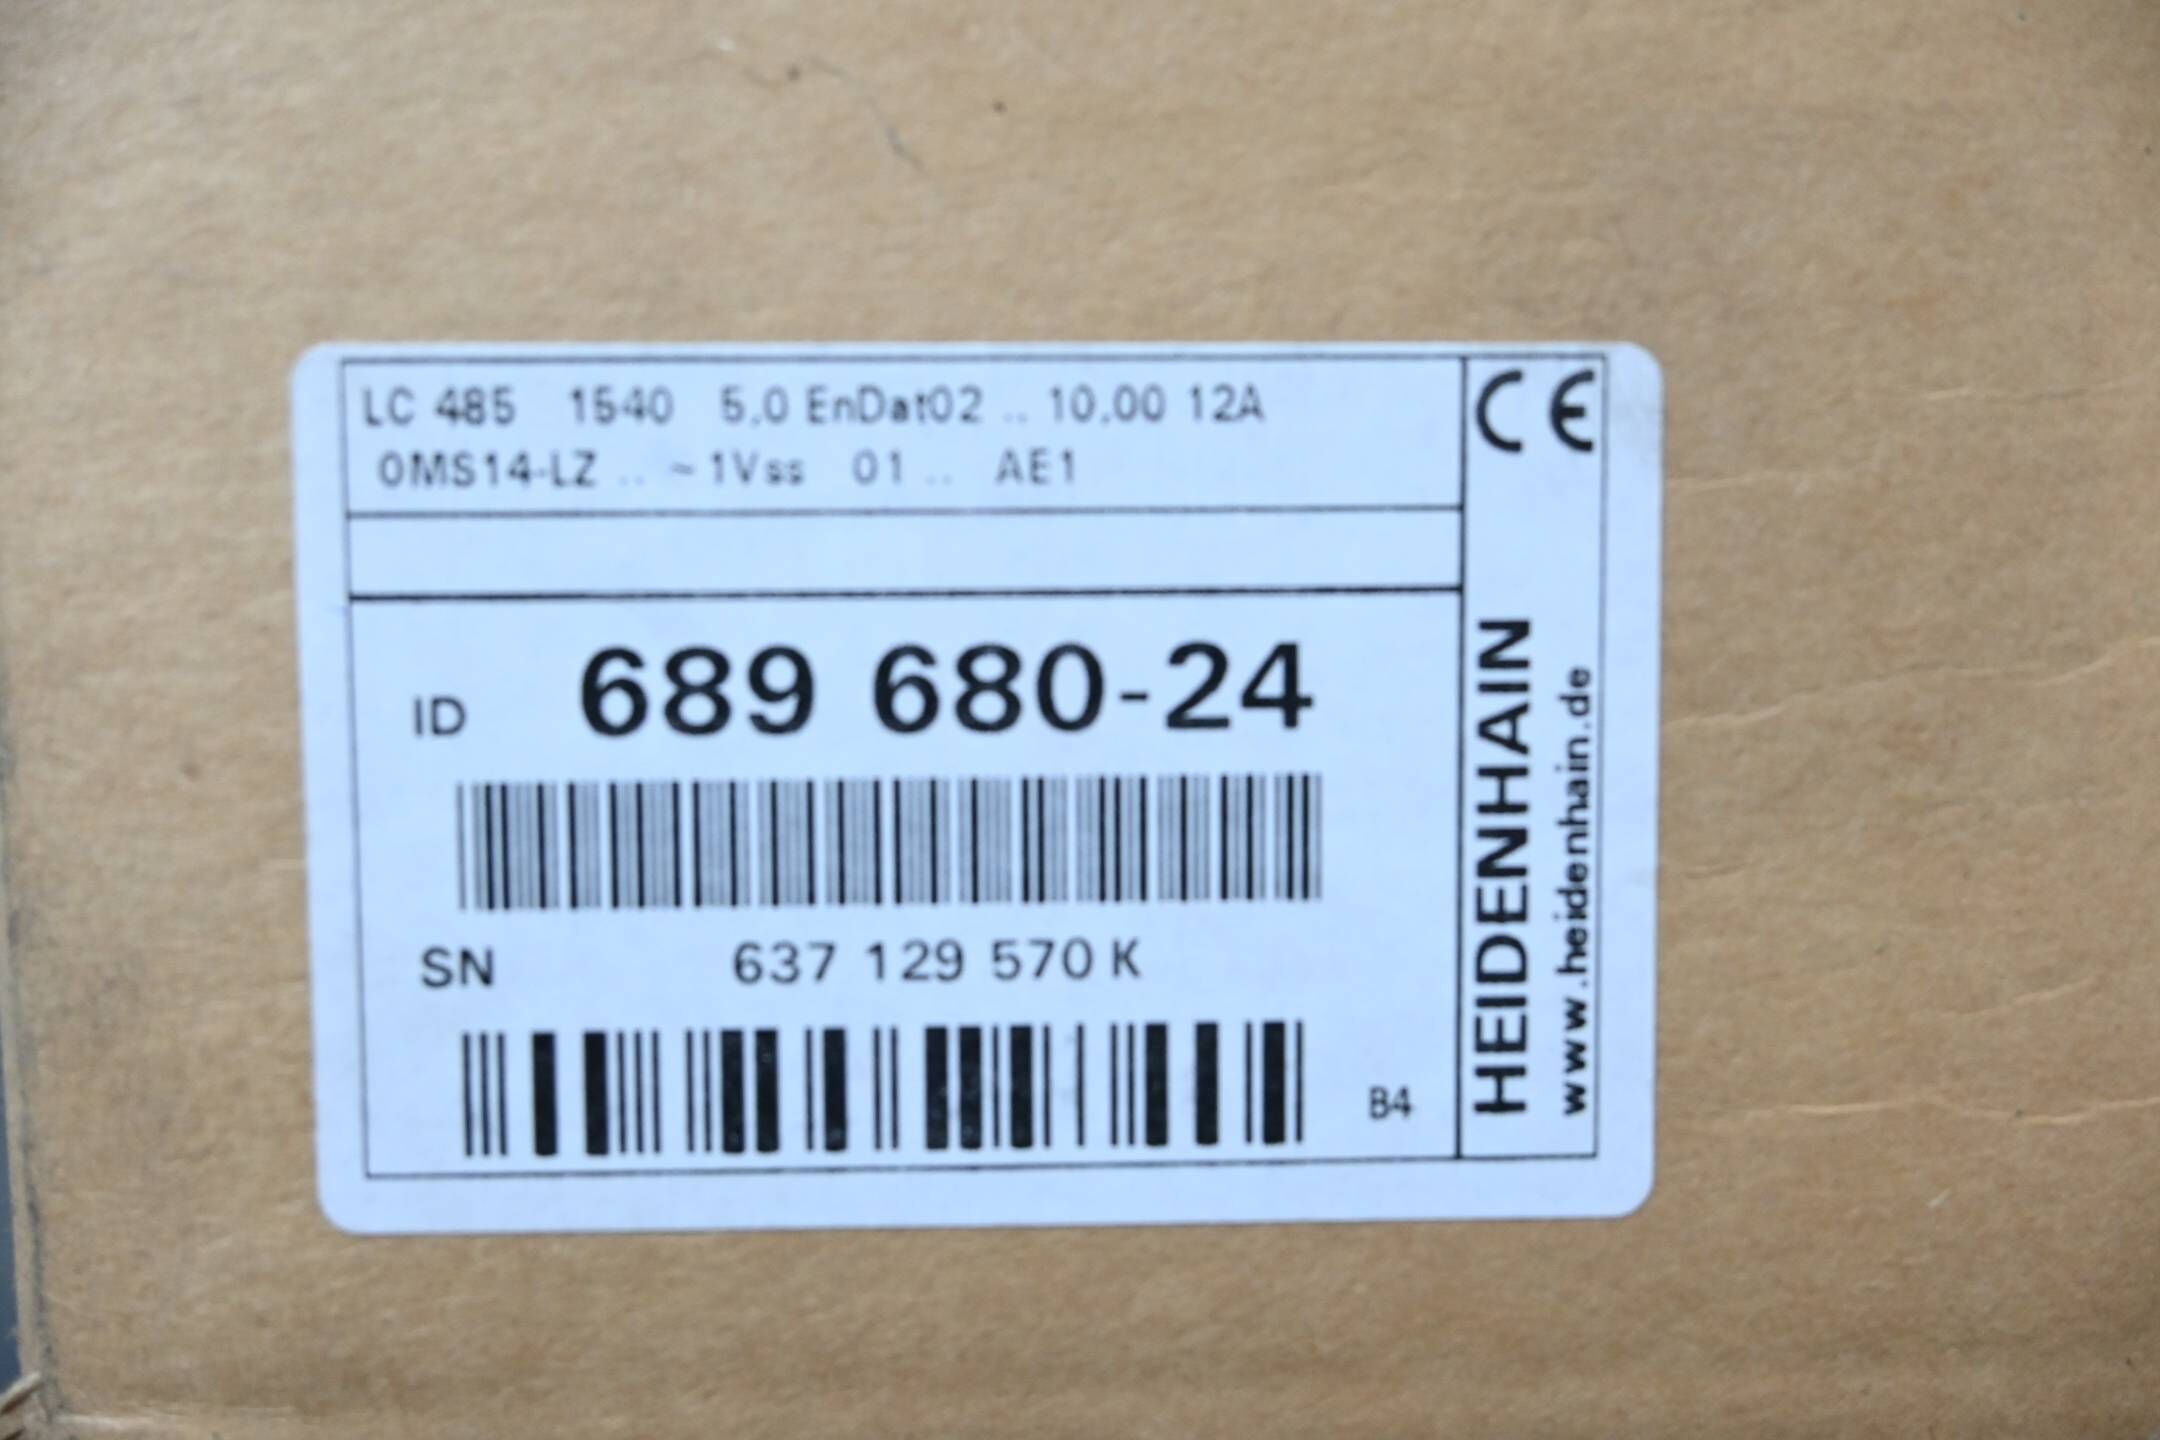 LC 485 1540 5,0 EnDat02 .. 10,00 12A
0MS14-LZ .. ~1Vss 01 .. AE1
ID 689 680-24
SN 637 129 570 K
B4
CE
HEIDENHAIN
www.heidenhain.de